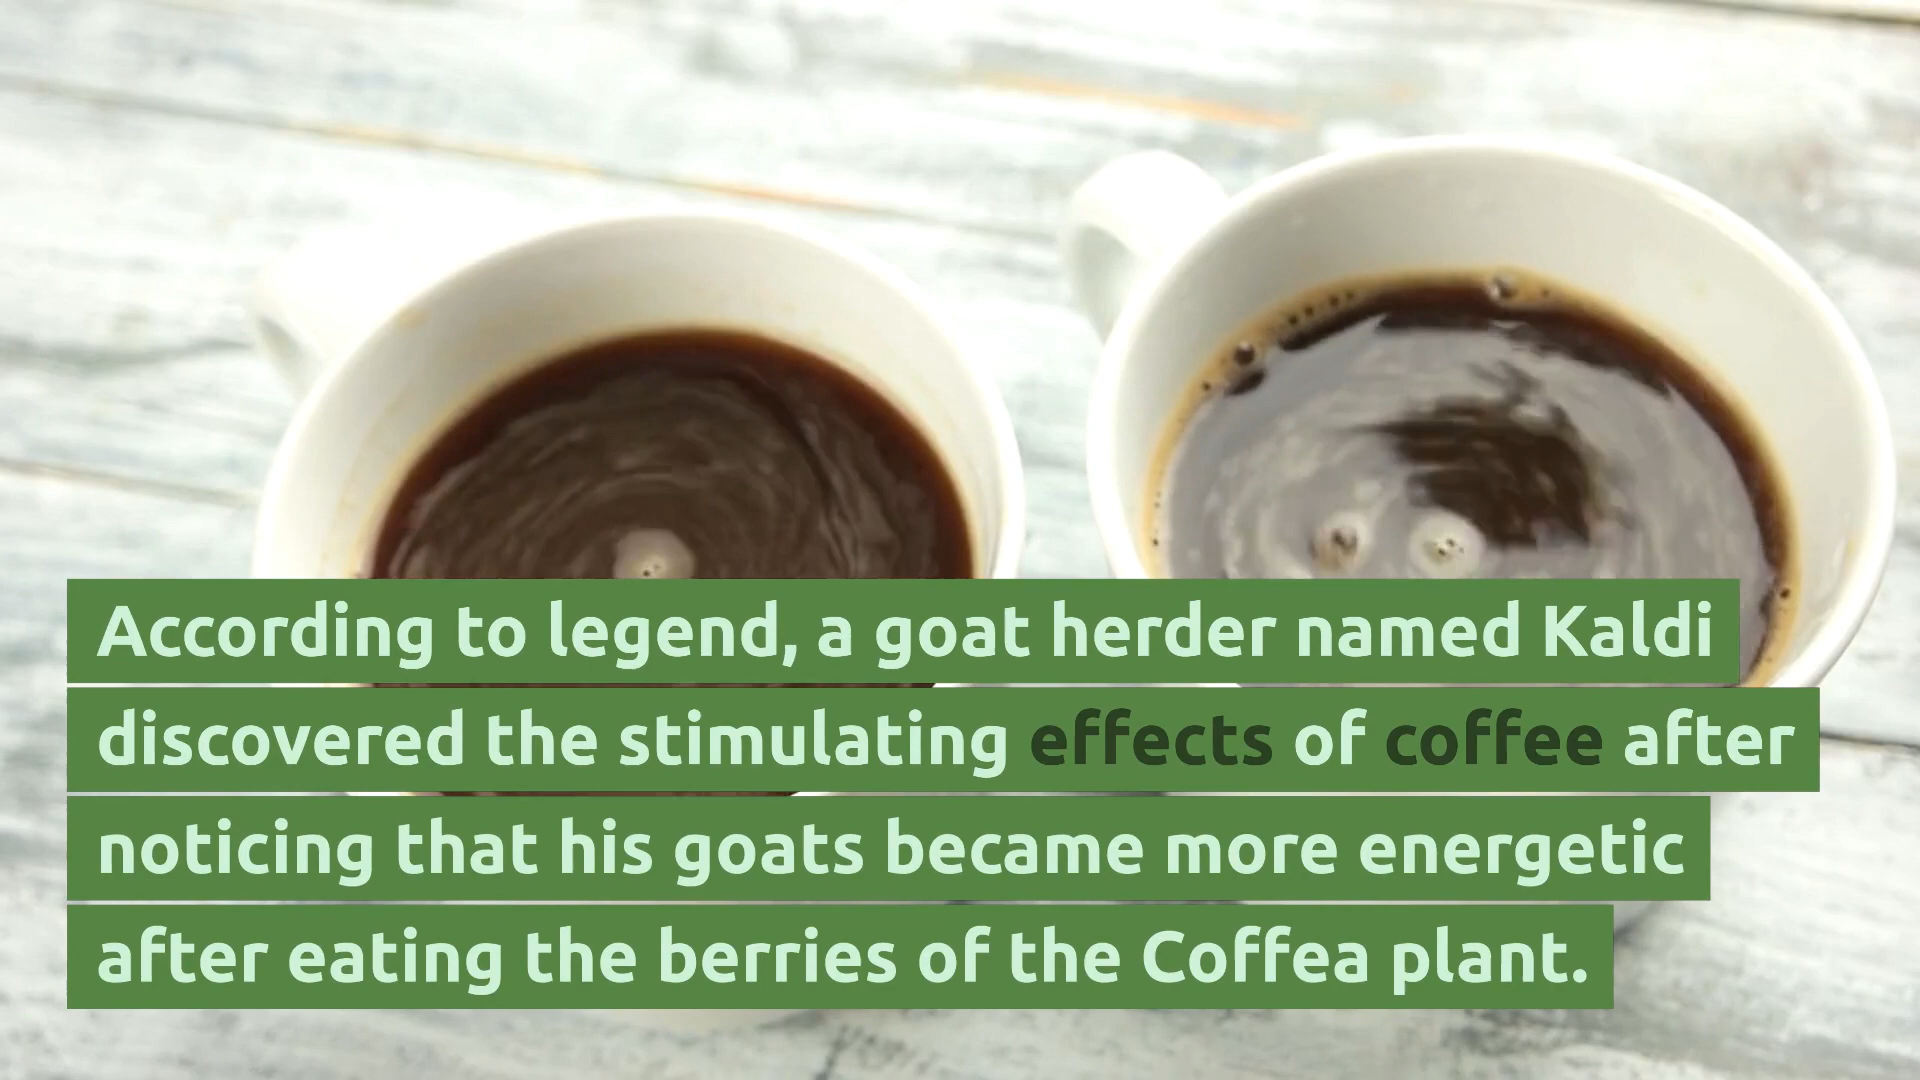 According to legend, a goat herder named Kaldi
discovered the stimulating effects of coffee after
noticing that his goats became more energetic
after eating the berries of the Coffea plant.